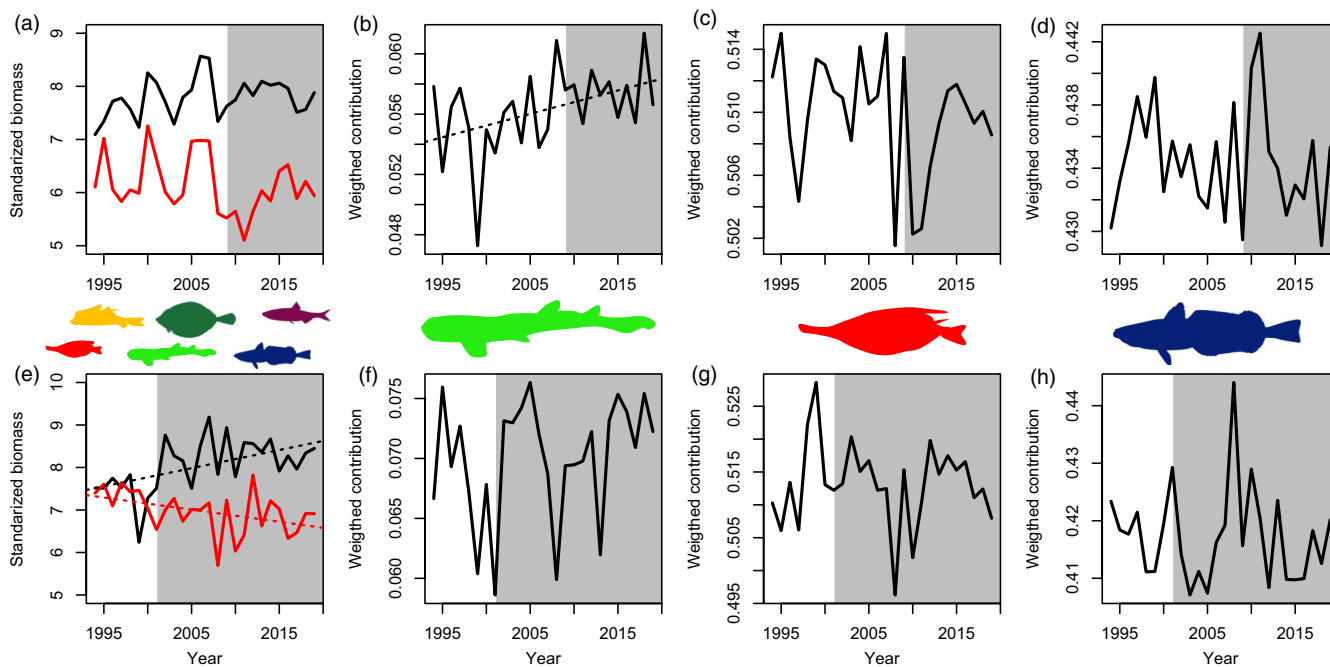 (a)
Standarized biomass
9
8
7
6
5
1995 2005 2015
(b)
Weigthed contribution
0.060
0.056
0.052
0.048
1995 2005 2015
(c)
Weigthed contribution
0.514
0.510
0.506
0.502
1995 2005 2015
(d)
Weigthed contribution
0.442
0.438
0.434
0.430
1995 2005 2015
(e)
Standarized biomass
10
9
8
7
6
5
1995 2005 2015
Year
(f)
Weigthed contribution
0.075
0.070
0.065
0.060
1995 2005 2015
Year
(g)
Weigthed contribution
0.525
0.515
0.505
0.495
1995 2005 2015
Year
(h)
Weigthed contribution
0.44
0.43
0.42
0.41
1995 2005 2015
Year